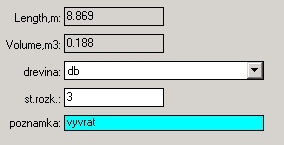 Length,m: 8.869
Volume,m3: 0.188
drevina: db
st.rozk.: 3
poznamka: vyvrat